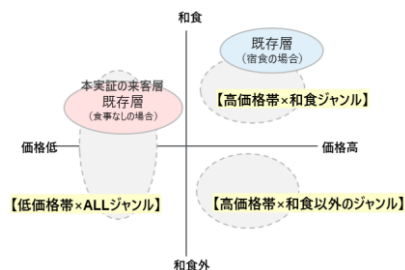 和食
既存層
(宿食の場合)
本実証の来客層
既存層
(食事なしの場合)
【高価格帯×和食ジャンル】
価格低
価格高
【低価格帯×ALLジャンル】
【高価格帯×和食以外のジャンル】
和食外